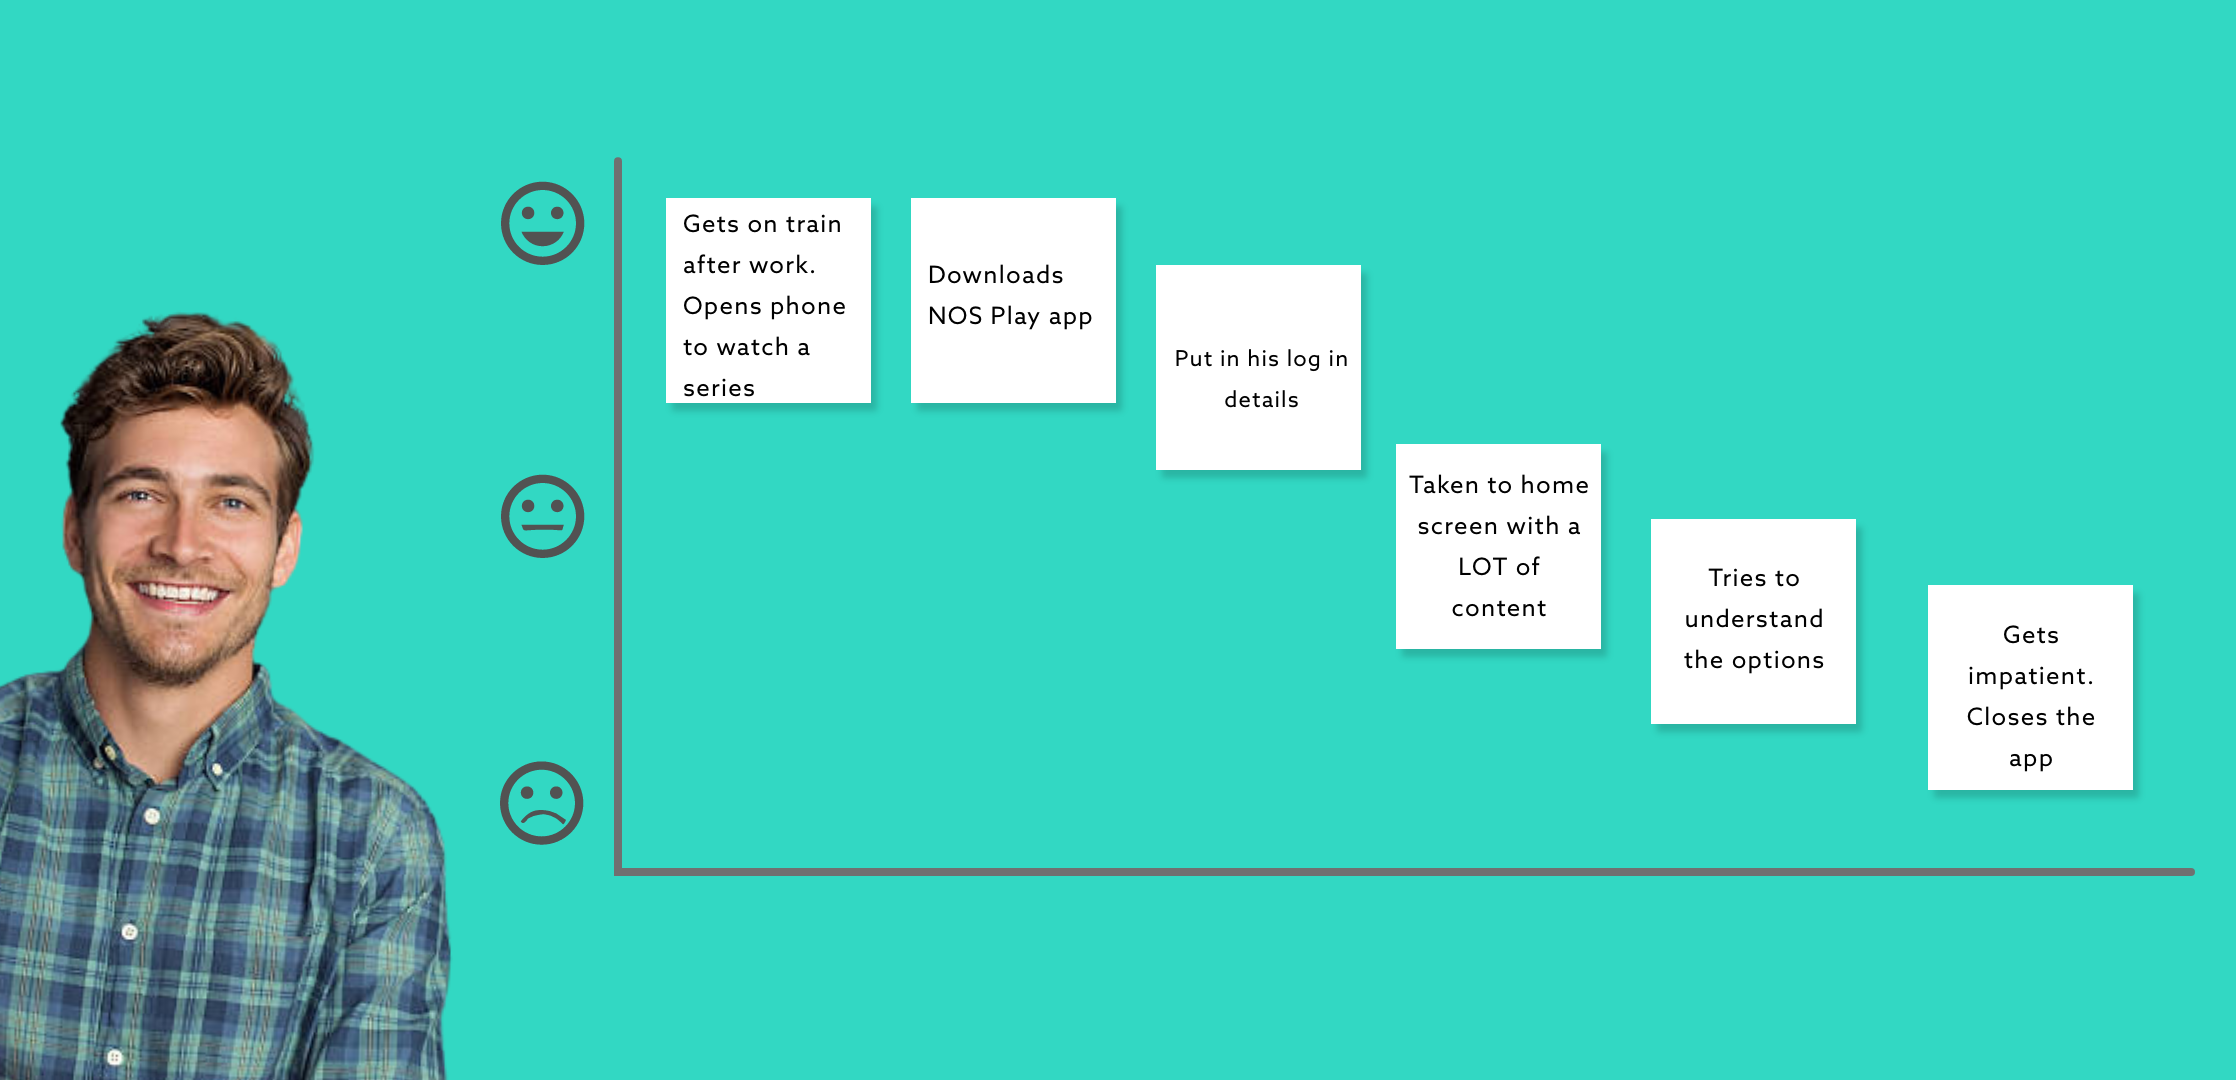 Gets on train
after work.
Opens phone
to watch a
series
Downloads
NOS Play app
Put in his log in
details
Taken to home
screen with a
LOT of
content
Tries to
understand
the options
Gets
impatient.
Closes the
app